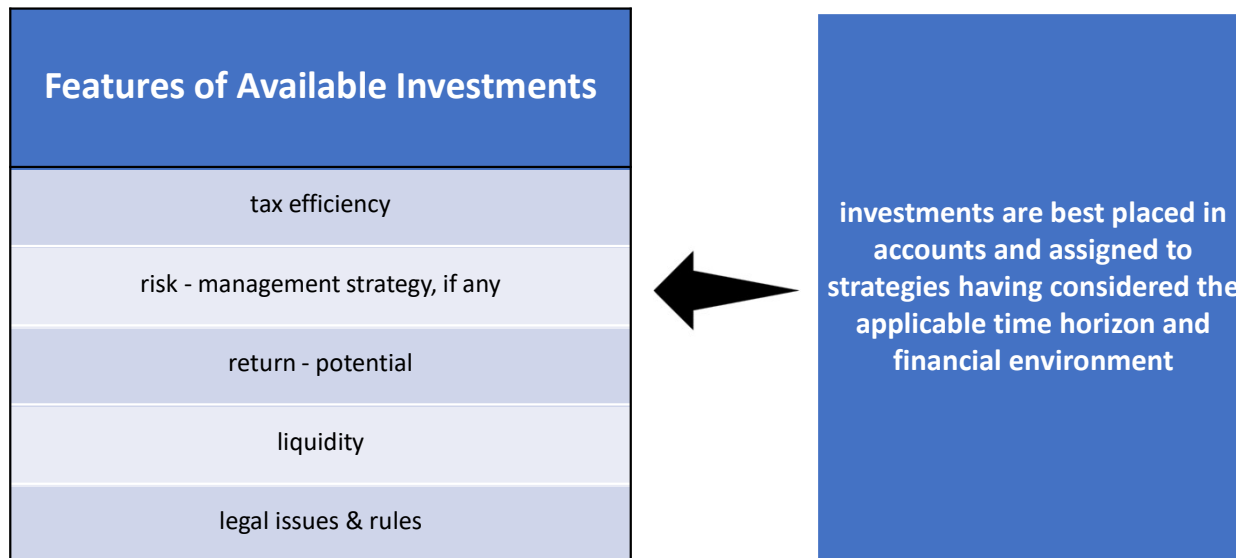 Features of Available Investments
tax efficiency
risk - management strategy, if any
return - potential
liquidity
legal issues & rules
investments are best placed in
accounts and assigned to
strategies having considered the
applicable time horizon and
financial environment